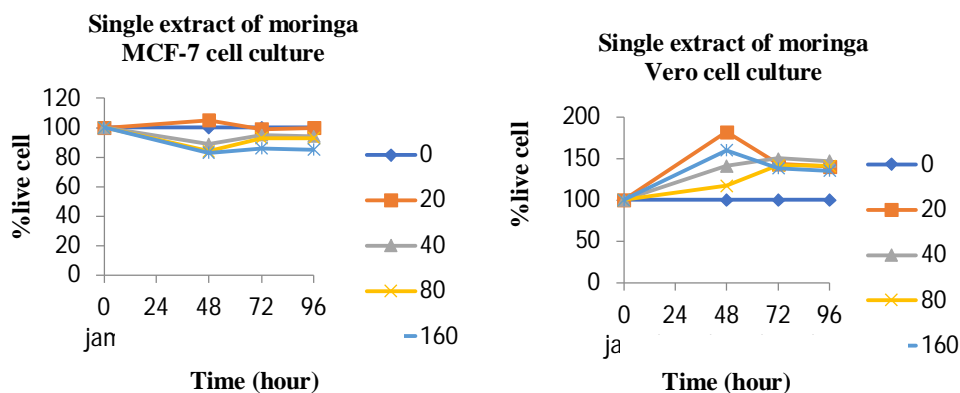 Single extract of moringa
MCF-7 cell culture
120
100
80
60
40
20
0
%live cell
0 24 48 72 96
jam
Time (hour)
0
20
40
80
160
Single extract of moringa
Vero cell culture
200
150
100
50
0
%live cell
0 24 48 72 96
ja
Time (hour)
0
20
40
80
160